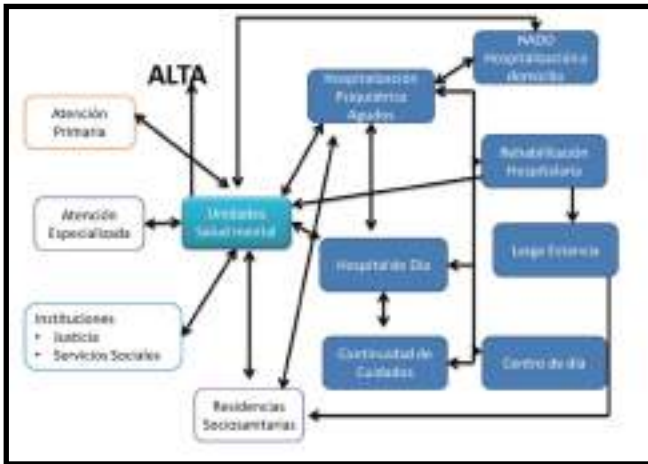 ALTA
HADO
Hospitalización a
domicilio
Hospitalización
Psiquiátrica
Agudos
Atención
Primaria
Rehabilitación
Hospitalaria
Atención
Especializada
Unidades
Salud mental
Hospital de Día
Larga Estancia
Instituciones
• Justicia
• Servicios Sociales
Continuidad de
Cuidados
Centro de día
Residencias
Sociosanitarias